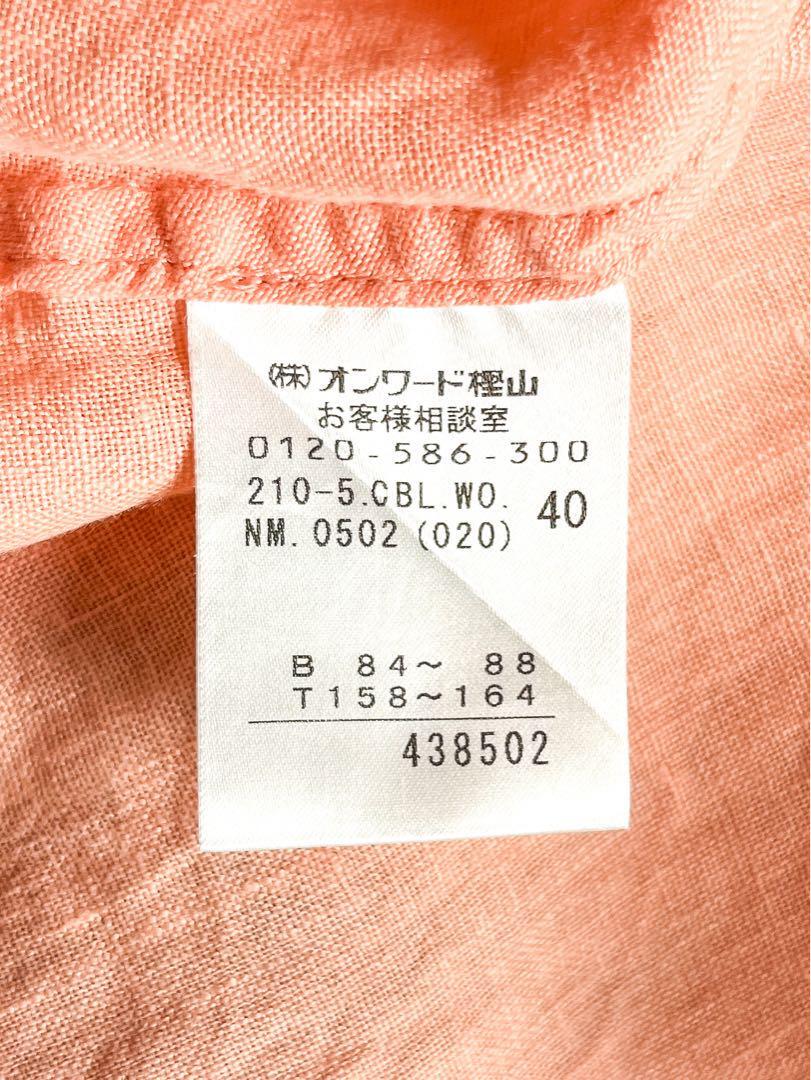 (株)オンワード樫山
お客様相談室
0120-586-300
210-5.CBL.WO. 40
NM. 0502 (020)
B 84～ 88
T158～164
438502